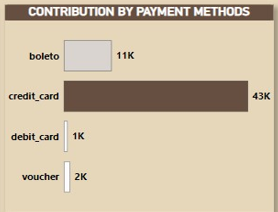 CONTRIBUTION BY PAYMENT METHODS
boleto 11K
credit_card 43K
debit_card 1K
voucher 2K